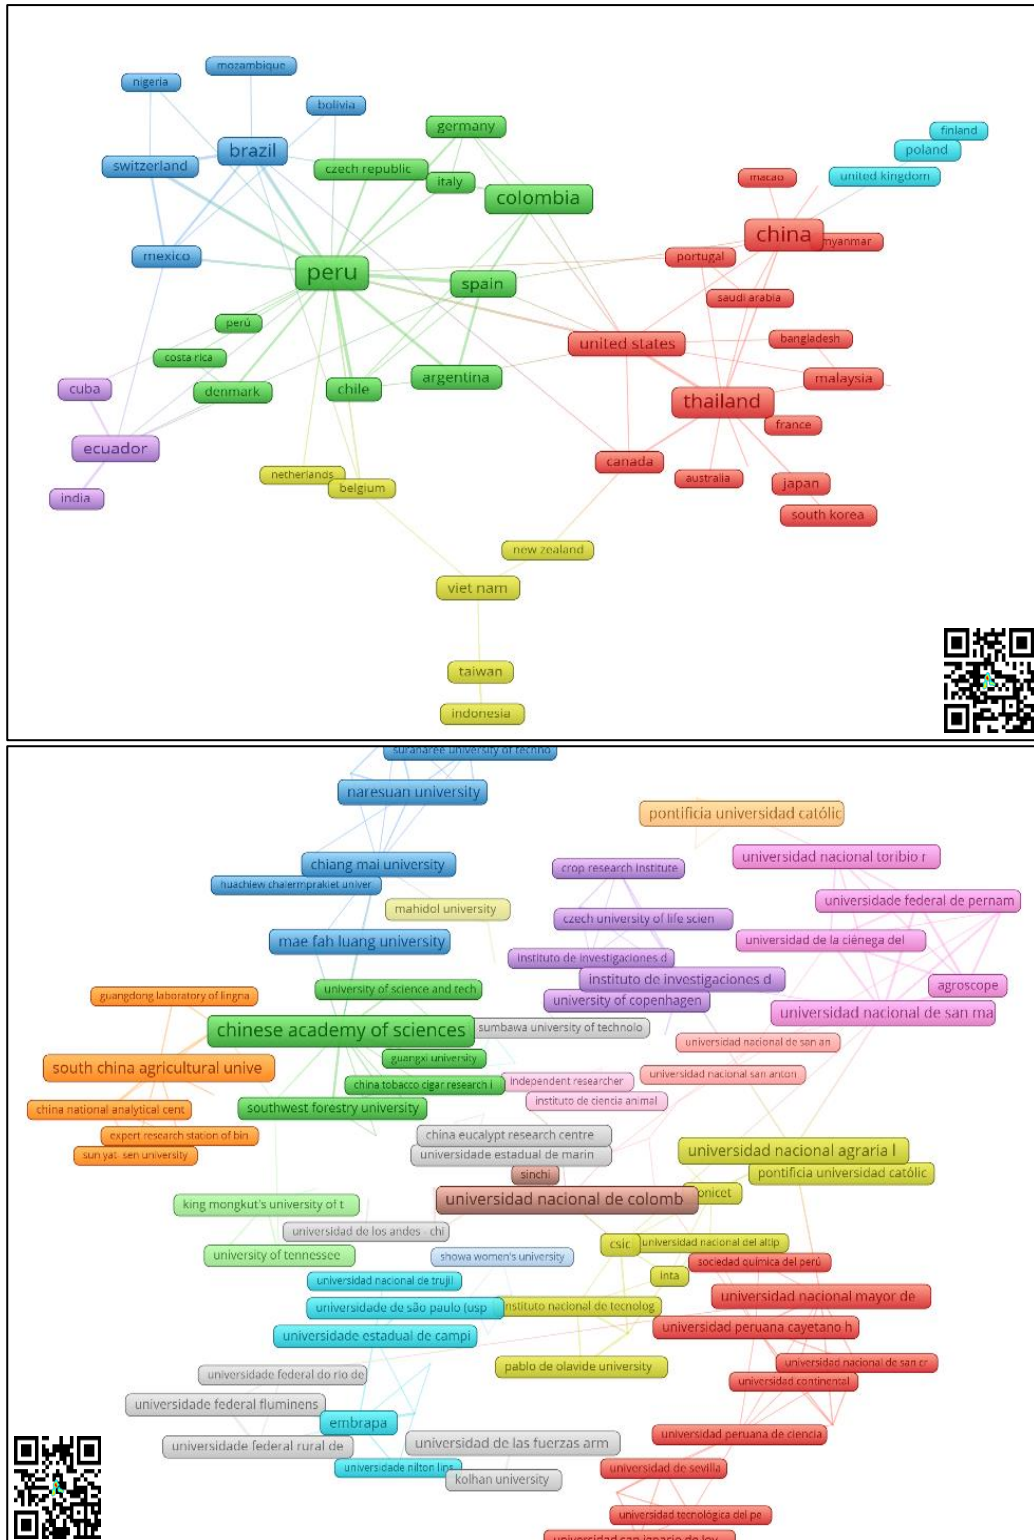 mozambique
nigeria
bolivia
germany
finland
brazil
poland
switzerland
czech republic
italy
macao
united kingdom
colombia
china
myanmar
mexico
portugal
peru
spain
saudi arabia
perú
united states
bangladesh
costa rica
cuba
denmark
chile
argentina
malaysia
thailand
france
ecuador
canada
netherlands
belgium
australia
japan
india
south korea
new zealand
viet nam
taiwan
indonesia
suranaree university of techno
naresuan university
pontificia universidad católic
chiang mai university
universidad nacional toribio r
crop research institute
huachiew chalermprakiet univer
universidade federal de pernam
mahidol university
czech university of life scien
mae fah luang university
universidad de la ciénega del
instituto de investigaciones d
instituto de investigaciones d
university of science and tech
agroscope
guangdong laboratory of lingna
university of copenhagen
universidad nacional de san ma
chinese academy of sciences
sumbawa university of technolo
universidad nacional de san an
guangxi university
south china agricultural unive
universidad nacional san anton
china tobacco cigar research i
independent researcher
instituto de ciencia animal
china national analytical cent
southwest forestry university
expert research station of bin
china eucalypt research centre
sun yat-sen university
universidade estadual de marin
universidad nacional agraria l
sinchi
pontificia universidad católic
universidad nacional de colomb
onicet
king mongkut's university of t
universidad de los andes - chi
university of tennessee
showa women's university
csic
universidad nacional del altip
sociedad química del perú
universidad nacional de trujil
inta
universidade de são paulo (usp
instituto nacional de tecnolog
universidad nacional mayor de
universidade estadual de campi
universidad peruana cayetano h
pablo de olavide university
universidad nacional de san cr
universidade federal do rio de
universidad continental
universidade federal fluminens
embrapa
universidad peruana de ciencia
universidade federal rural de
universidad de las fuerzas arm
universidade nilton lins
universidad de sevilla
kolhan university
universidad tecnológica del pe
universidad san ignacio de loy